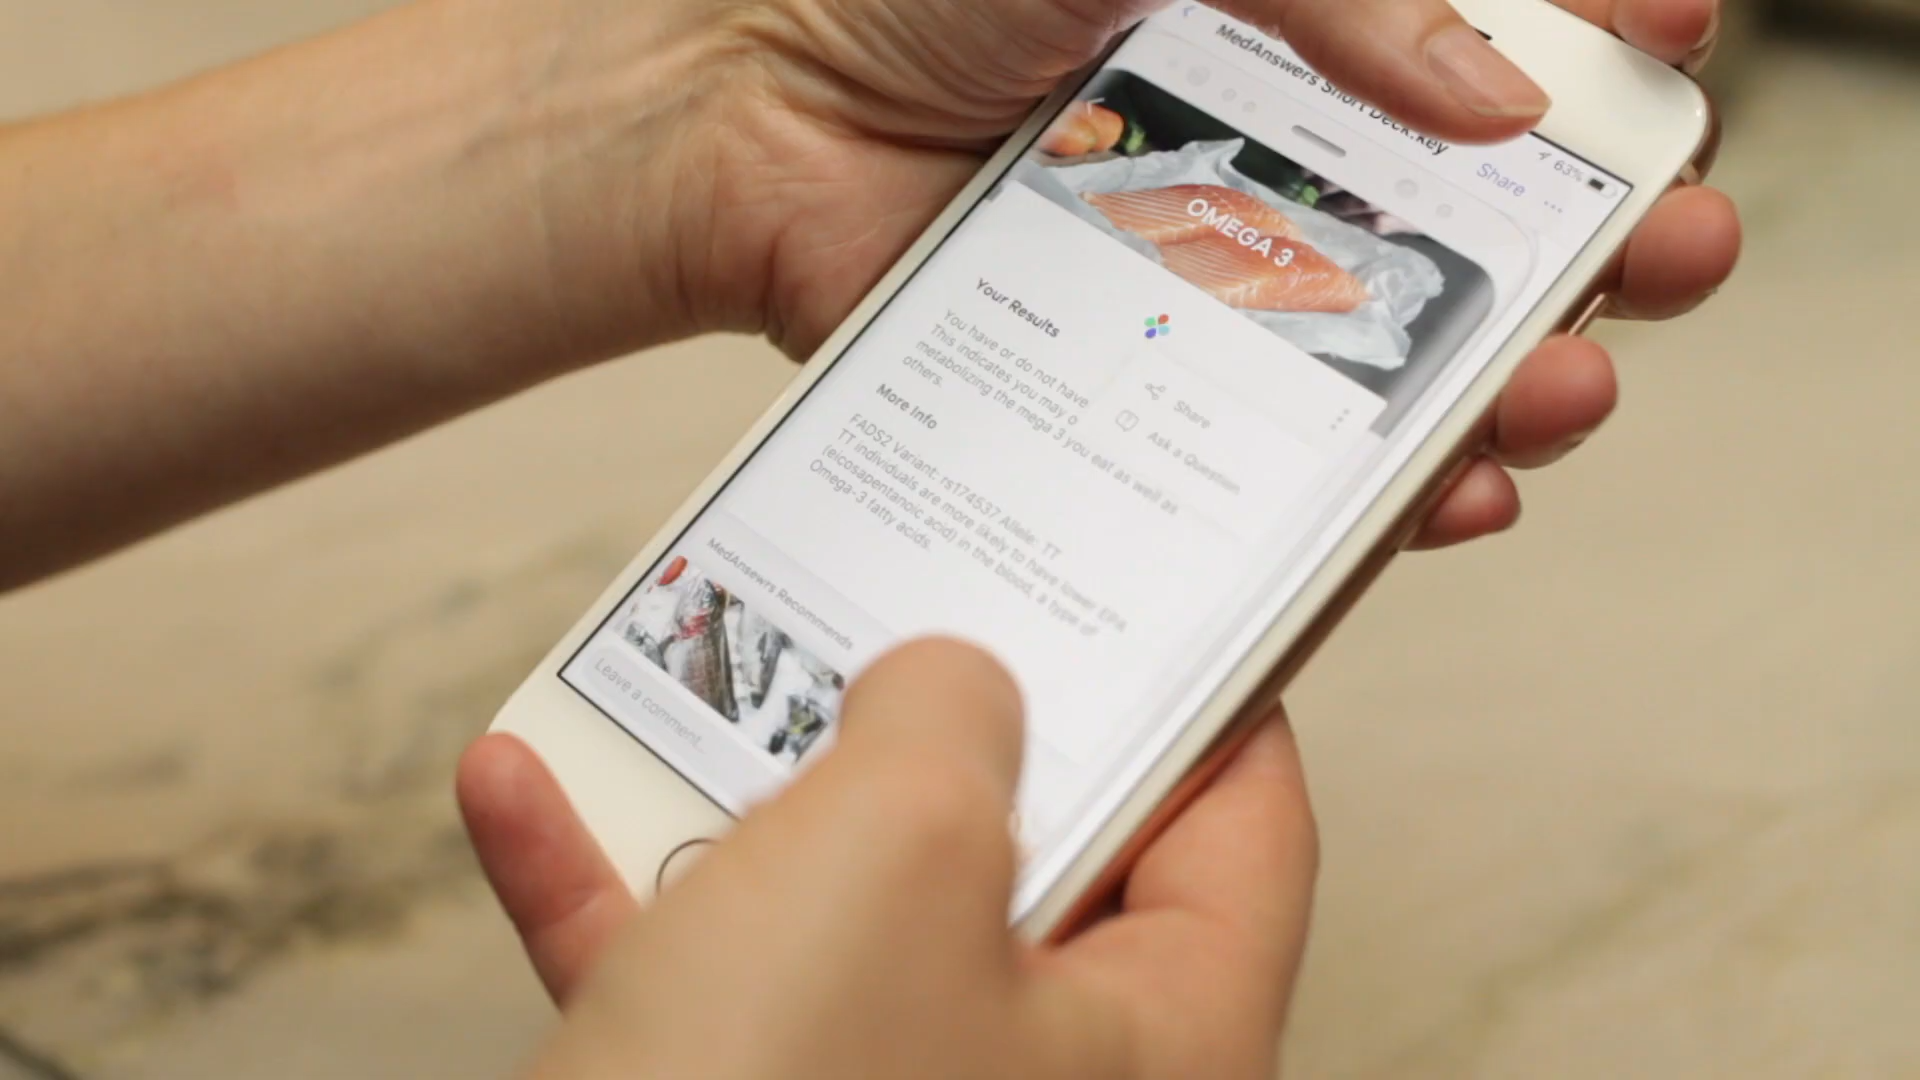 MedAnswers Short Deck.key
63%
Share
OMEGA 3
Your Results
You have or do not have
This indicates you may o
metabolizing the mega 3 you eat as well as
others.
Share
Ask a Question
More Info
FADS2 Variant: rs174537 Allele: TT
TT individuals are more likely to have lower EPA
(eicosapentanoic acid) in the blood, a type of
Omega-3 fatty acids.
MedAnsewrs Recommends
Leave a comment...